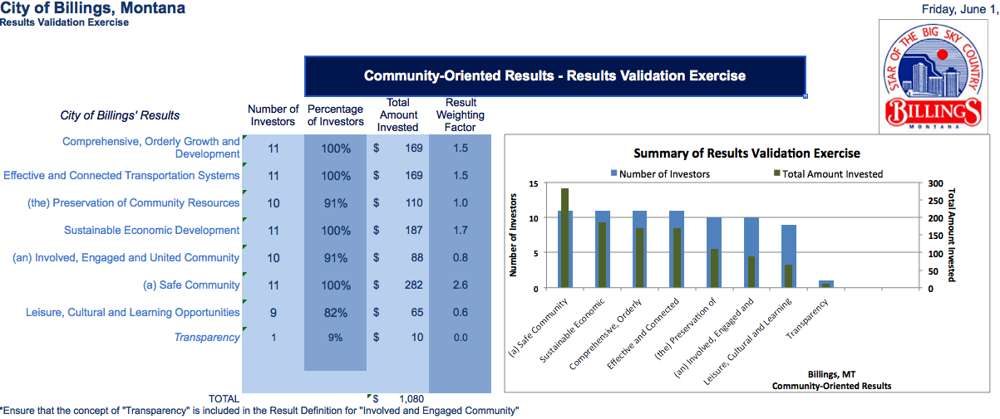 City of Billings, Montana
Results Validation Exercise
Friday, June 1,
STAR OF THE BIG SKY COUNTRY
BILLINGS
MONTANA
Community-Oriented Results - Results Validation Exercise
City of Billings' Results
Number of
Investors
Percentage
of Investors
Total
Amount
Invested
Result
Weighting
Factor
Comprehensive, Orderly Growth and
Development
11 100% $ 169 1.5
Effective and Connected Transportation Systems 11 100% $ 169 1.5
(the) Preservation of Community Resources 10 91% $ 110 1.0
Sustainable Economic Development 11 100% $ 187 1.7
(an) Involved, Engaged and United Community 10 91% $ 88 0.8
(a) Safe Community 11 100% $ 282 2.6
Leisure, Cultural and Learning Opportunities 9 82% $ 65 0.6
Transparency 1 9% $ 10 0.0
TOTAL $ 1,080
*Ensure that the concept of "Transparency" is included in the Result Definition for "Involved and Engaged Community"
Summary of Results Validation Exercise
Number of Investors
Total Amount Invested
Number of Investors
15
10
5
0
300
250
200
150
100
50
0
Total Amount Invested
(a) Safe Community
Sustainable Economic
Comprehensive, Orderly
Effective and Connected
(the) Preservation of
(an) Involved, Engaged and
Leisure, Cultural and Learning
Transparency
Billings, MT
Community-Oriented Results